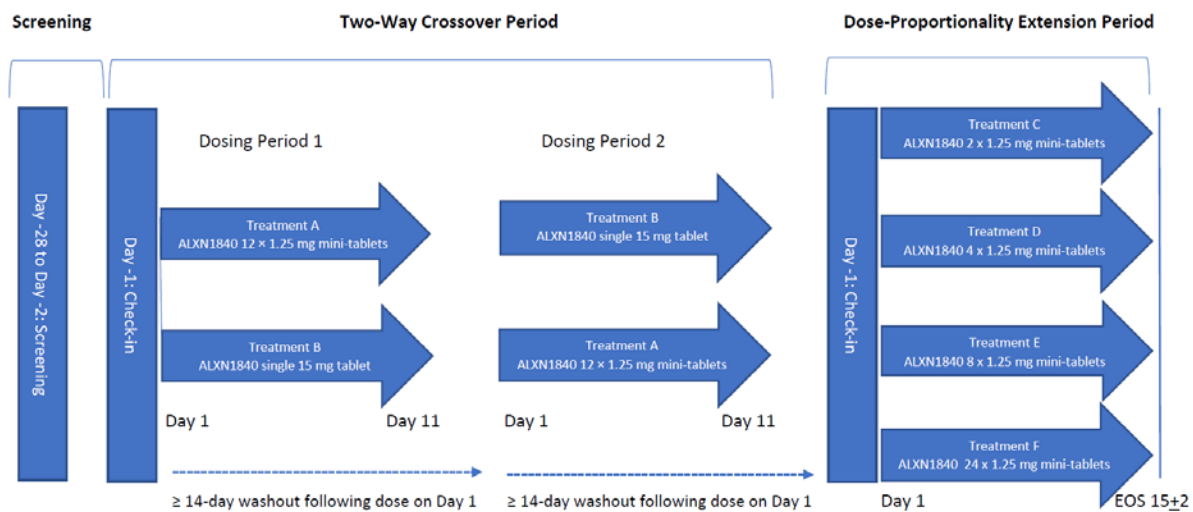 Screening
Two-Way Crossover Period
Dose-Proportionality Extension Period
Day -28 to Day -2: Screening
Day -1: Check-in
Dosing Period 1
Treatment A
ALXN1840 12 × 1.25 mg mini-tablets
Treatment B
ALXN1840 single 15 mg tablet
Day 1
Day 11
≥ 14-day washout following dose on Day 1
Dosing Period 2
Treatment B
ALXN1840 single 15 mg tablet
Treatment A
ALXN1840 12 × 1.25 mg mini-tablets
Day 1
Day 11
≥ 14-day washout following dose on Day 1
Day -1: Check-in
Treatment C
ALXN1840 2 x 1.25 mg mini-tablets
Treatment D
ALXN1840 4 x 1.25 mg mini-tablets
Treatment E
ALXN1840 8 x 1.25 mg mini-tablets
Treatment F
ALXN1840 24 x 1.25 mg mini-tablets
Day 1
EOS 15±2